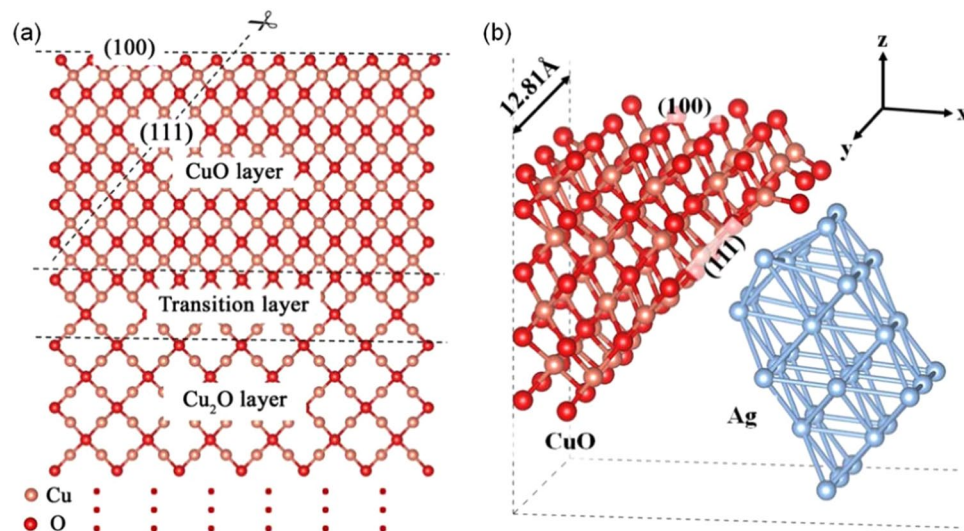 (a)
(100)
(111)
CuO layer
Transition layer
Cu₂O layer
Cu
O
(b)
12.81Å
(100)
(111)
CuO
Ag
z
x
y